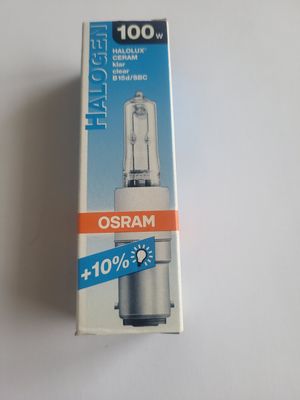 HALOGEN
100W
HALOLUX®
CERAM
klar
clear
B15d/SBC
OSRAM
+10%